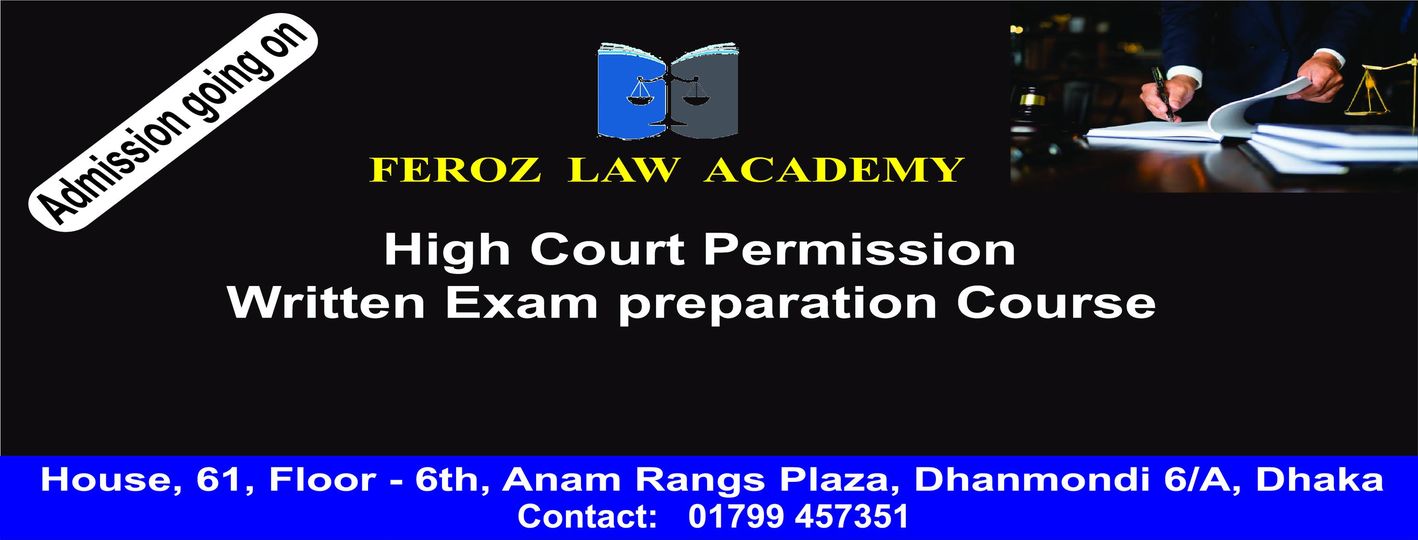 Admission going on
FEROZ LAW ACADEMY
High Court Permission
Written Exam preparation Course
House, 61, Floor - 6th, Anam Rangs Plaza, Dhanmondi 6/A, Dhaka
Contact: 01799 457351